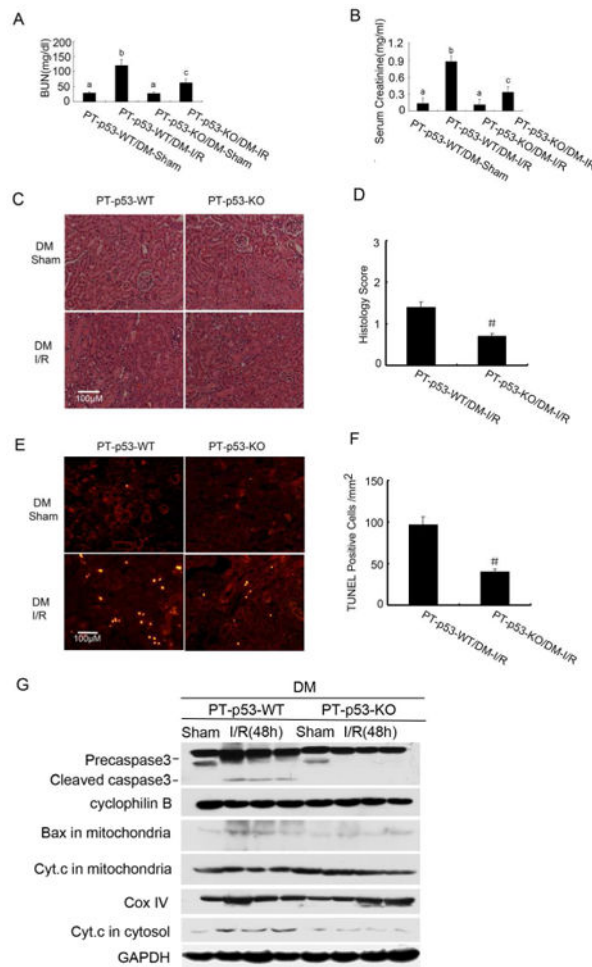 A
BUN(mg/dl)
200
150
100
50
0
a
b
a
c
PT-p53-WT/DM-Sham
PT-p53-WT/DM-I/R
PT-p53-KO/DM-Sham
PT-p53-KO/DM-IR
B
Serum Creatinine(mg/ml)
1.2
0.9
0.6
0.3
0
a
b
a
c
PT-p53-WT/DM-Sham
PT-p53-WT/DM-I/R
PT-p53-KO/DM-I/R
PT-p53-KO/DM-IR
C
PT-p53-WT PT-p53-KO
DM
Sham
DM
I/R
100µM
D
Histology Score
3
2
1
0
#
PT-p53-WT/DM-I/R
PT-p53-KO/DM-I/R
E
PT-p53-WT PT-p53-KO
DM
Sham
DM
I/R
100µM
F
TUNEL Positive Cells /mm2
150
100
50
0
#
PT-p53-WT/DM-I/R
PT-p53-KO/DM-I/R
G
DM
PT-p53-WT PT-p53-KO
Sham I/R(48h) Sham I/R(48h)
Precaspase3
Cleaved caspase3
cyclophilin B
Bax in mitochondria
Cyt.c in mitochondria
Cox IV
Cyt.c in cytosol
GAPDH